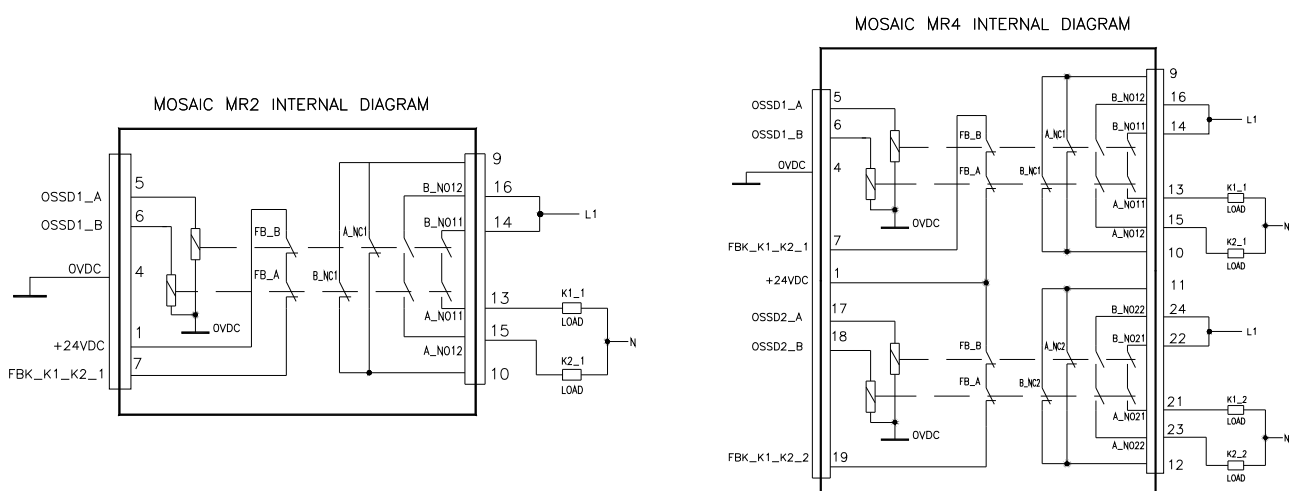 MOSAIC MR2 INTERNAL DIAGRAM
OSSD1_A
5
OSSD1_B
6
0VDC
4
+24VDC
1
FBK_K1_K2_1
7
0VDC
FB_B
FB_A
A_NC1
B_NC1
B_NO12
B_NO11
A_NO11
A_NO12
9
16
14
L1
13
K1_1
LOAD
15
N
K2_1
LOAD
10
MOSAIC MR4 INTERNAL DIAGRAM
OSSD1_A
5
OSSD1_B
6
0VDC
4
FBK_K1_K2_1
7
+24VDC
1
OSSD2_A
17
OSSD2_B
18
FBK_K1_K2_2
19
0VDC
FB_B
FB_A
A_NC1
B_NC1
B_NO12
B_NO11
A_NO11
A_NO12
9
16
14
L1
13
K1_1
LOAD
15
N
K2_1
LOAD
10
0VDC
FB_B
FB_A
A_NC2
B_NC2
B_NO22
B_NO21
A_NO21
A_NO22
11
24
22
L1
21
K1_2
LOAD
23
N
K2_2
LOAD
12